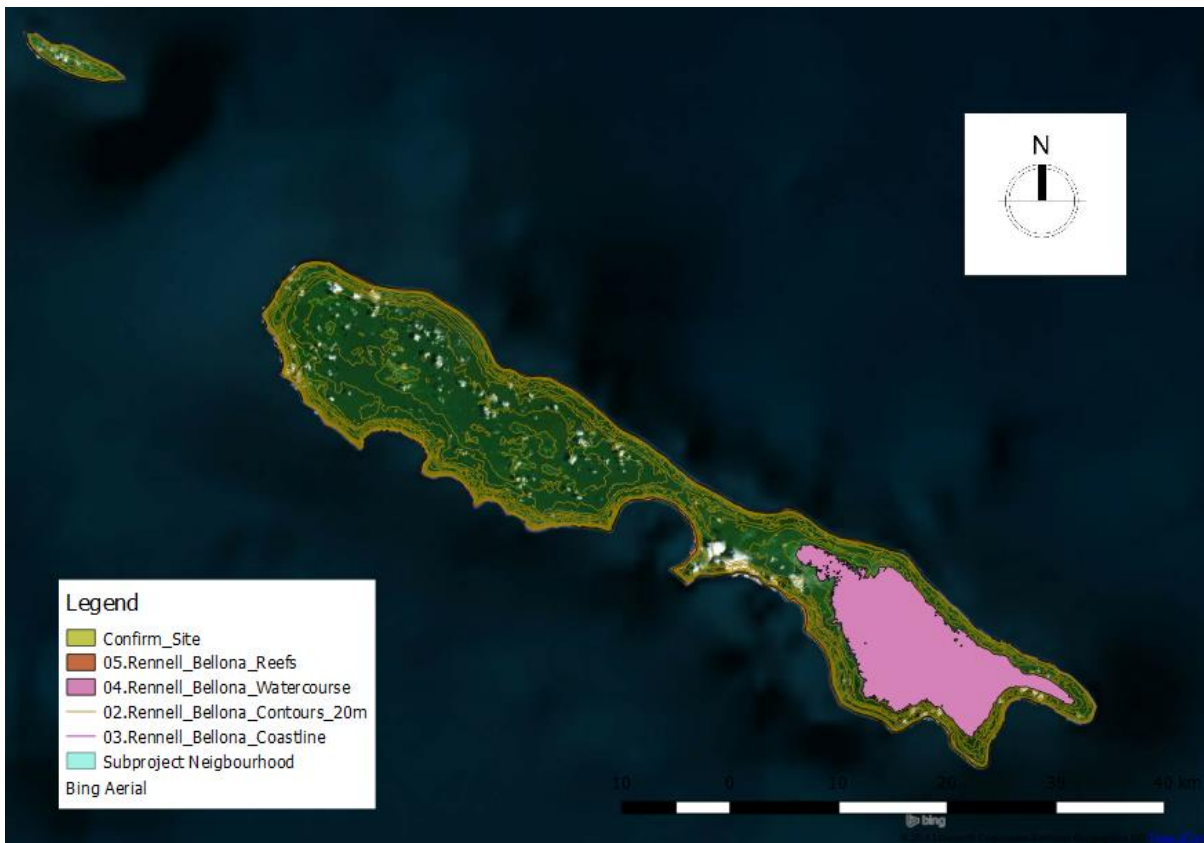 N
Legend
Confirm_Site
05.Rennell_Bellona_Reefs
04.Rennell_Bellona_Watercourse
02.Rennell_Bellona_Contours_20m
03.Rennell_Bellona_Coastline
Subproject Neigbourhood
Bing Aerial
10 0 10 20 30 40 km
bing